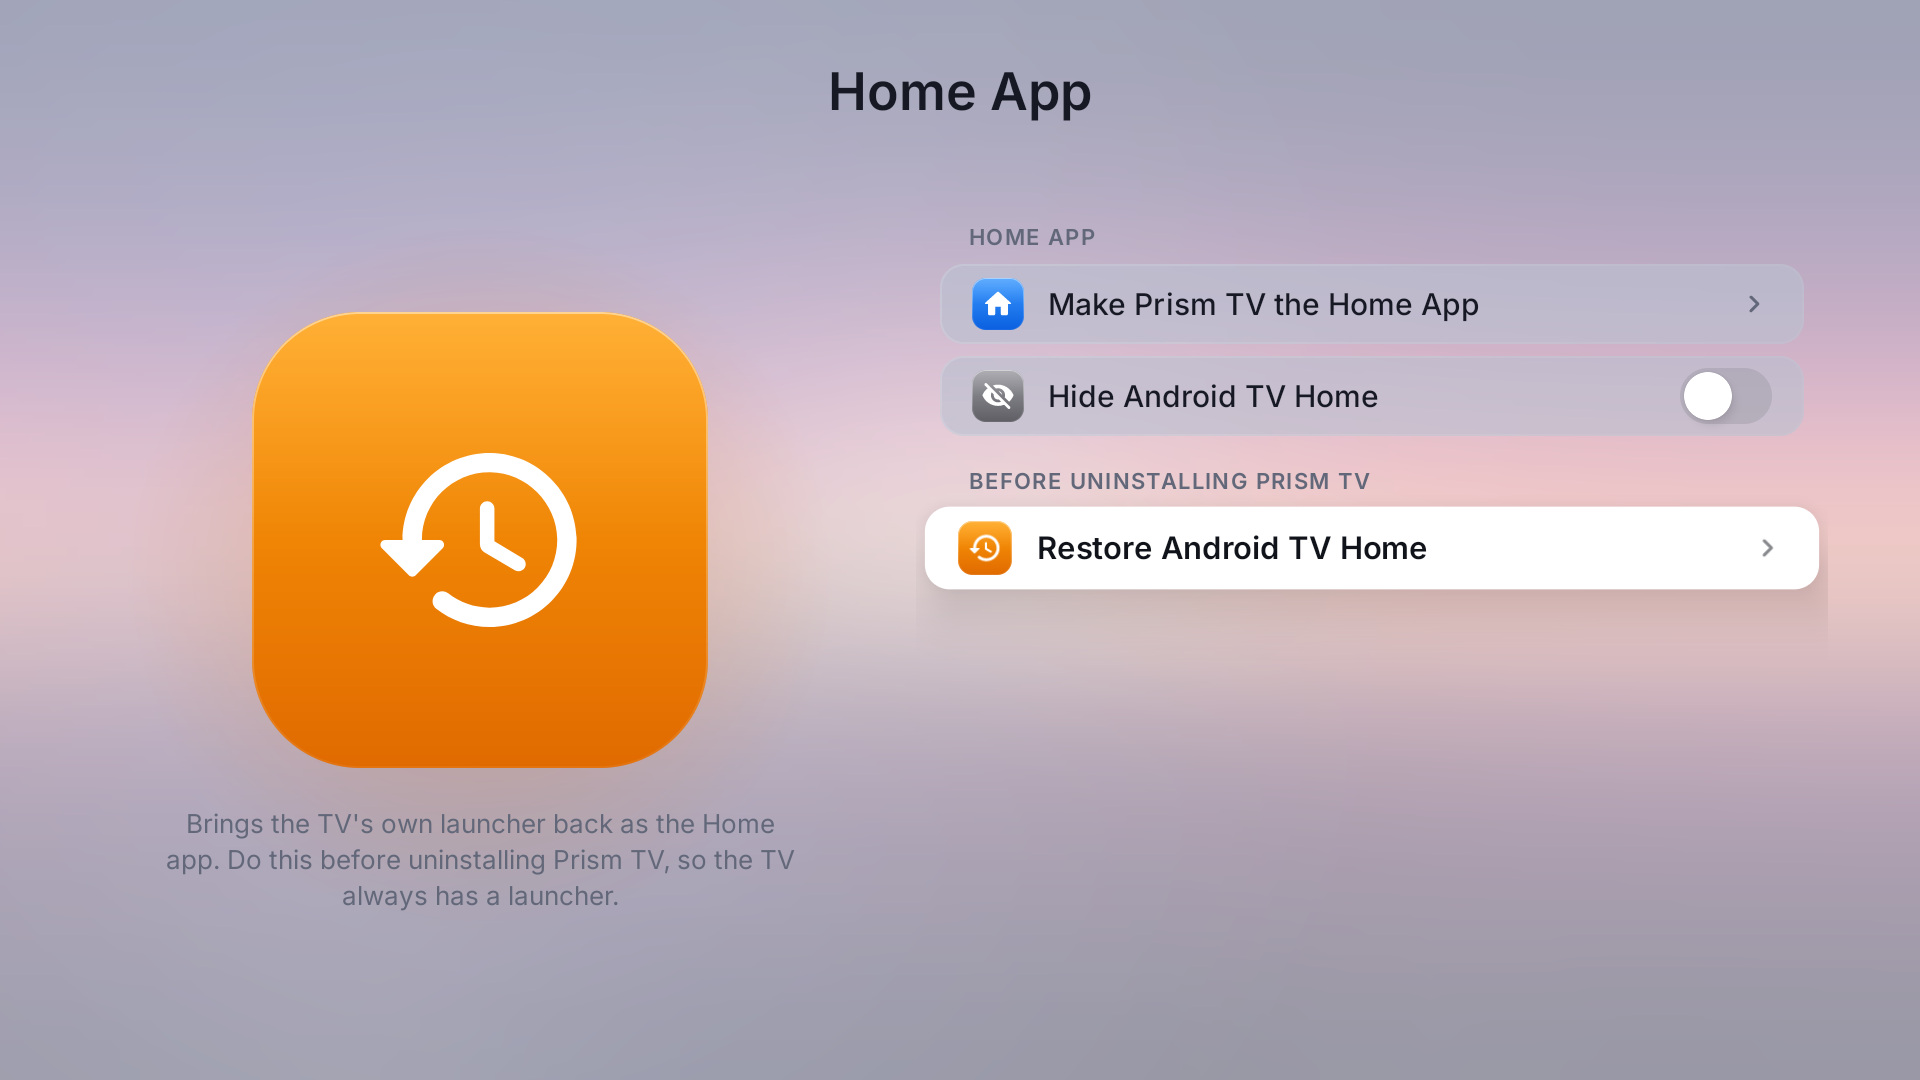 Home App
HOME APP
Make Prism TV the Home App
Hide Android TV Home
BEFORE UNINSTALLING PRISM TV
Restore Android TV Home
Brings the TV's own launcher back as the Home
app. Do this before uninstalling Prism TV, so the TV
always has a launcher.